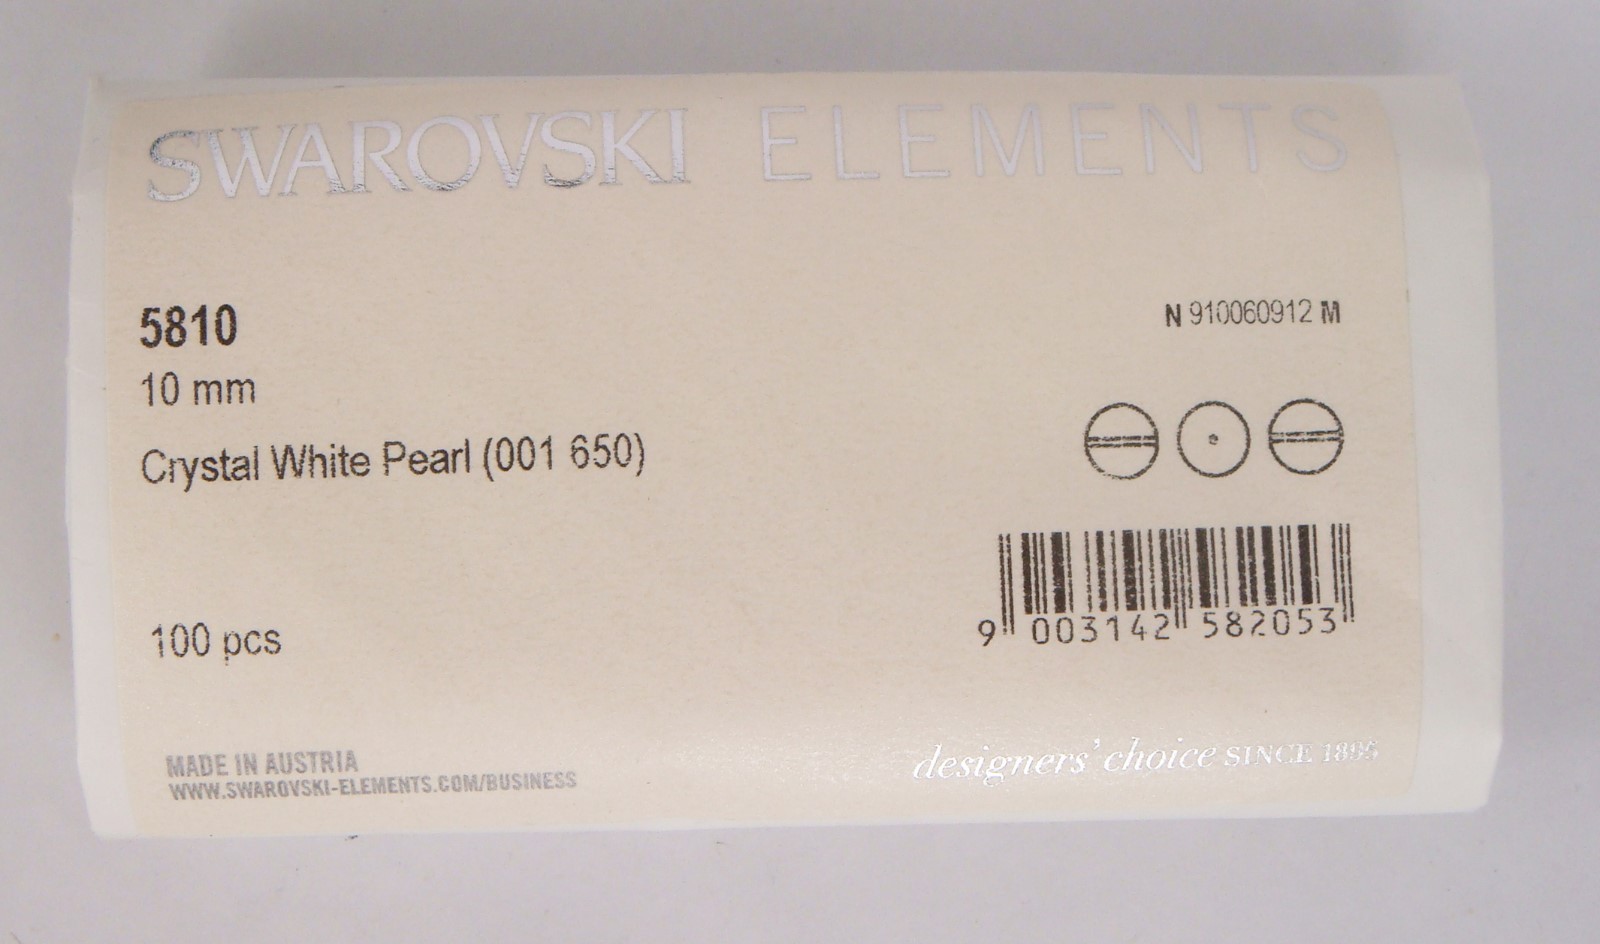 SWAROVSKI ELEMENTS
5810
N 910060912 M
10 mm
Crystal White Pearl (001 650)
9 003142 582053
100 pcs
MADE IN AUSTRIA
WWW.SWAROVSKI-ELEMENTS.COM/BUSINESS
designers' choice SINCE 1895